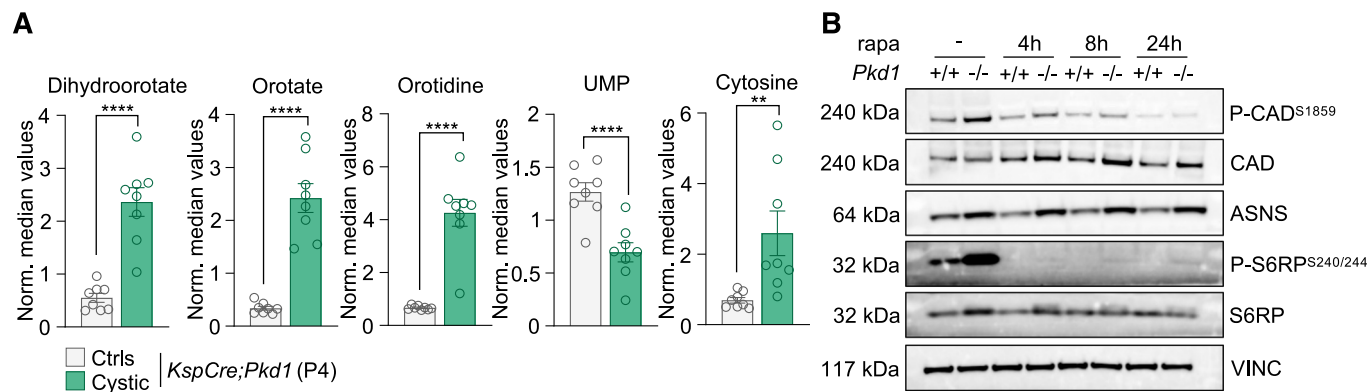 A
Dihydroorotate
Orotate
Orotidine
UMP
Cytosine
****
****
****
****
**
Norm. median values
4
3
2
1
0
Norm. median values
4
3
2
1
0
Norm. median values
8
6
4
2
0
Norm. median values
2
1.5
1
0.5
0
Norm. median values
6
4
2
0
Ctrls
Cystic
KspCre;Pkd1 (P4)
B
rapa - 4h 8h 24h
Pkd1 +/+ -/- +/+ -/- +/+ -/- +/+ -/-
240 kDa P-CADS1859
240 kDa CAD
64 kDa ASNS
32 kDa P-S6RPS240/244
32 kDa S6RP
117 kDa VINC